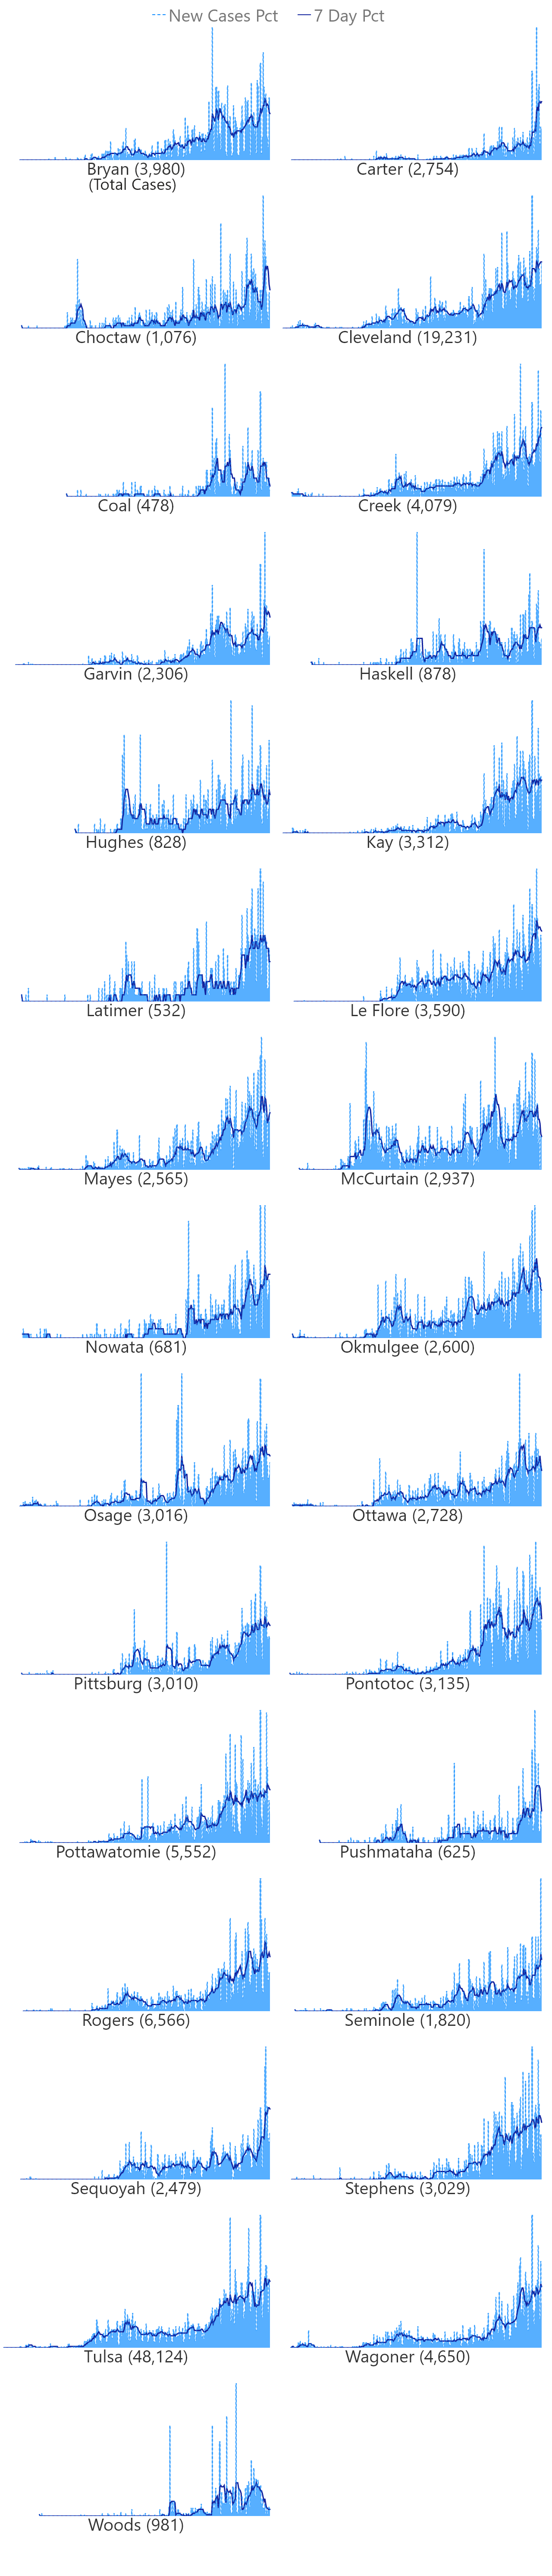 New Cases Pct 7 Day Pct
Bryan (3,980) Carter (2,754)
(Total Cases)
Choctaw (1,076) Cleveland (19,231)
Coal (478) Creek (4,079)
Garvin (2,306) Haskell (878)
Hughes (828) Kay (3,312)
Latimer (532) Le Flore (3,590)
Mayes (2,565) McCurtain (2,937)
Nowata (681) Okmulgee (2,600)
Osage (3,016) Ottawa (2,728)
Pittsburg (3,010) Pontotoc (3,135)
Pottawatomie (5,552) Pushmataha (625)
Rogers (6,566) Seminole (1,820)
Sequoyah (2,479) Stephens (3,029)
Tulsa (48,124) Wagoner (4,650)
Woods (981)